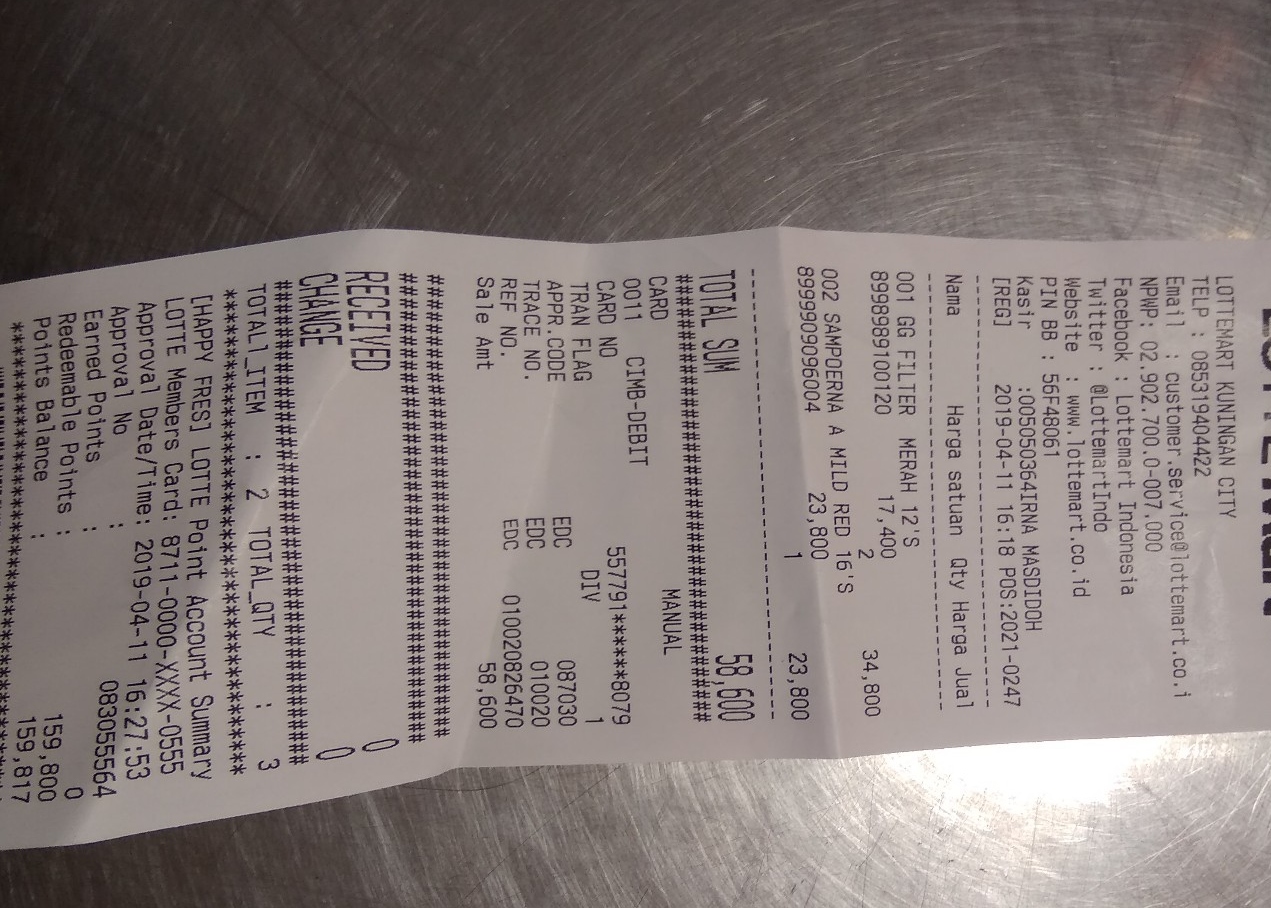 LOTTEMART KUNINGAN CITY
TELP : 085319404422
Email : customer.service@lottemart.co.i
NPWP: 02.902.700.0-007.000
Facebook : Lottemart Indonesia
Twitter : @LottemartIndo
Website : www.lottemart.co.id
PIN BB : 56F48061
Kasir :005050364IRNA MASDIDOH
[REG] 2019-04-11 16:18 POS:2021-0247
--------------------------------
Nama Harga satuan Qty Harga Jual
--------------------------------
001 GG FILTER MERAH 12'S
8998989100120 17,400 2 34,800
002 SAMPOERNA A MILD RED 16'S
8999909096004 23,800 1 23,800
--------------------------------
TOTAL SUM 58,600
########################################
CARD MANUAL
0011 CIMB-DEBIT
CARD NO 557791******8079
TRAN FLAG DIV 1
APPR.CODE EDC 087030
TRACE NO. EDC 010020
REF NO. EDC 010020826470
Sale Amt 58,600
########################################
########################################
RECEIVED 0
CHANGE 0
########################################
TOTAL1_ITEM : 2 TOTAL_QTY : 3
****************************************
[HAPPY FRES] LOTTE Point Account Summary
LOTTE Members Card: 8711-0000-XXXX-0555
Approval Date/Time: 2019-04-11 16:27:53
Approval No : 083055564
Earned Points : 0
Redeemable Points : 159,800
Points Balance : 159,817
****************************************